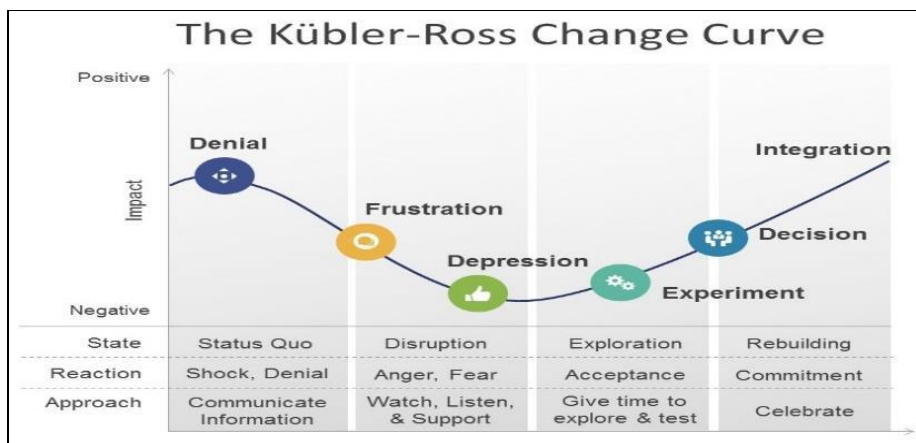 The Kübler-Ross Change Curve
Positive
Denial
Integration
Impact
Frustration
Decision
Depression
Experiment
Negative
State Status Quo Disruption Exploration Rebuilding
Reaction Shock, Denial Anger, Fear Acceptance Commitment
Approach Communicate Watch, Listen, Give time to Celebrate
Information & Support explore & test